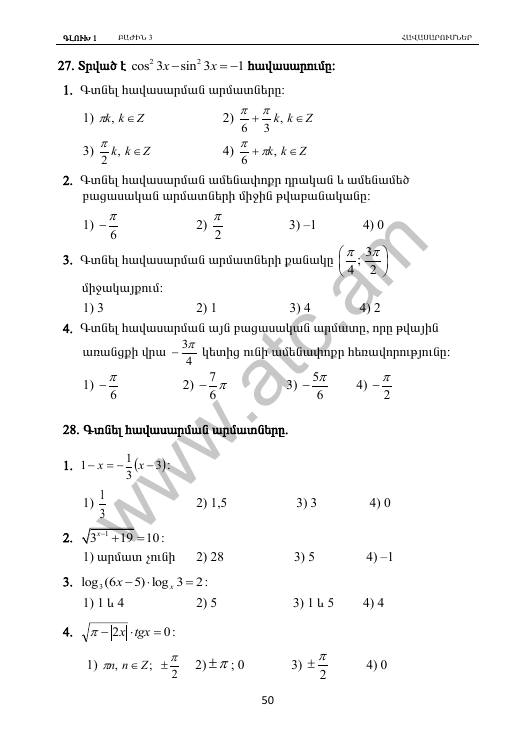 ԳԼՈՒԽ 1 ԲԱԺԻՆ 3 ՀԱՎԱՍԱՐՈՒՄՆԵՐ
27. Տրված է cos² 3x − sin² 3x = −1 հավասարումը:
1. Գտնել հավասարման արմատները:
1) πk, k ∈ Z 2) π/6 + π/3 k, k ∈ Z
3) π/2 k, k ∈ Z 4) π/6 + πk, k ∈ Z
2. Գտնել հավասարման ամենափոքր դրական և ամենամեծ
բացասական արմատների միջին թվաբանականը:
1) −π/6 2) π/2 3) –1 4) 0
3. Գտնել հավասարման արմատների քանակը (π/4; 3π/2)
միջակայքում:
1) 3 2) 1 3) 4 4) 2
4. Գտնել հավասարման այն բացասական արմատը, որը թվային
առանցքի վրա −3π/4 կետից ունի ամենափոքր հեռավորությունը:
1) −π/6 2) −7/6 π 3) −5π/6 4) −π/2
28. Գտնել հավասարման արմատները.
1. 1 − x = −1/3 (x − 3):
1) 1/3 2) 1,5 3) 3 4) 0
2. √(3^(x−1) + 19) = 10:
1) արմատ չունի 2) 28 3) 5 4) –1
3. log₃ (6x − 5) · logₓ 3 = 2:
1) 1 և 4 2) 5 3) 1 և 5 4) 4
4. √(π − |2x|) · tgx = 0:
1) πn, n ∈ Z; ±π/2 2) ± π ; 0 3) ±π/2 4) 0
50
www.atc.am